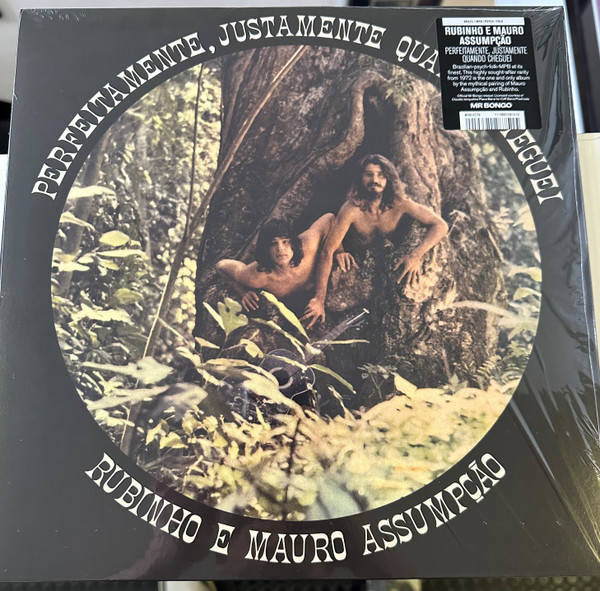 PERFEITAMENTE, JUSTAMENTE QUA
EGUEI
RUBINHO E MAURO ASSUMPÇÃO
RUBINHO E MAURO
ASSUMPÇÃO
PERFEITAMENTE, JUSTAMENTE
QUANDO CHEGUEI
Brazilian-psych-folk-MPB at its
finest. This highly sought-after rarity
from 1972 is the one and only album
by the mythical pairing of Mauro
Assumpção and Rubinho.
MR BONGO